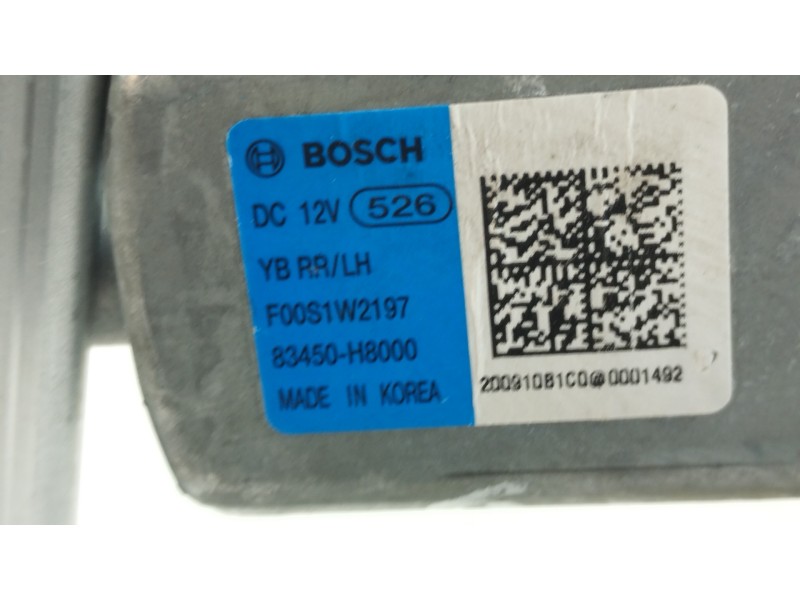 BOSCH
DC 12V 526
YB RR/LH
F00S1W2197
83450-H8000
MADE IN KOREA
20091081C0@0001492